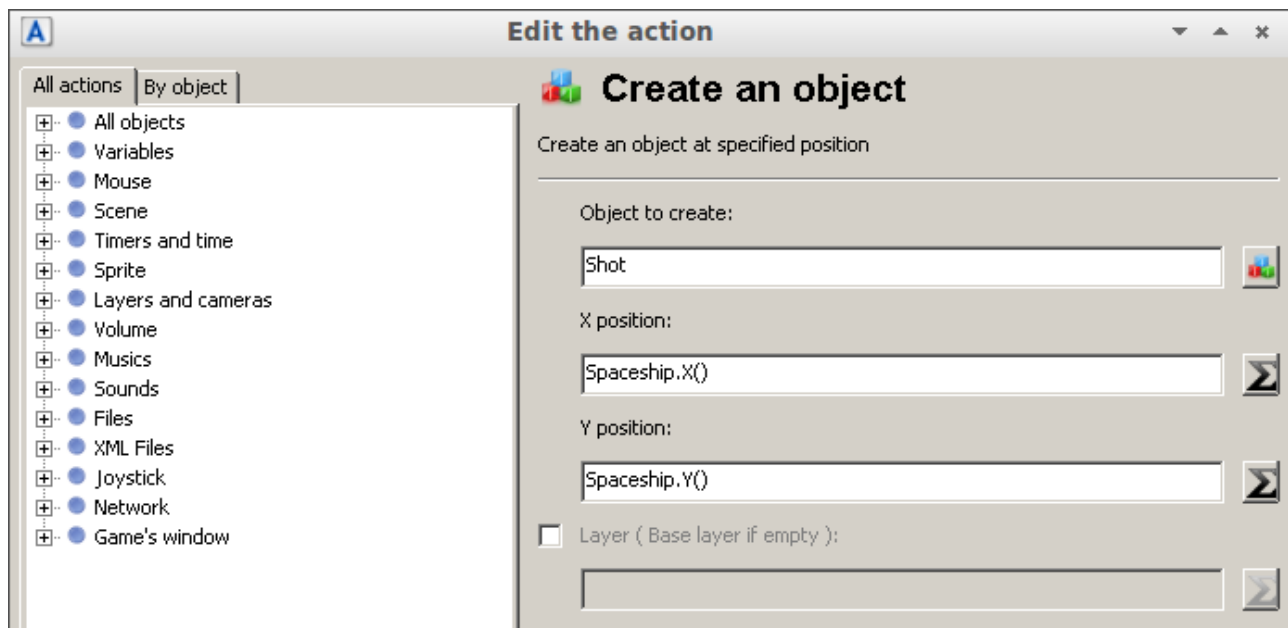 Edit the action
All actions
By object
All objects
Variables
Mouse
Scene
Timers and time
Sprite
Layers and cameras
Volume
Musics
Sounds
Files
XML Files
Joystick
Network
Game's window
Create an object
Create an object at specified position
Object to create:
Shot
X position:
Spaceship.X()
Y position:
Spaceship.Y()
Layer ( Base layer if empty ):